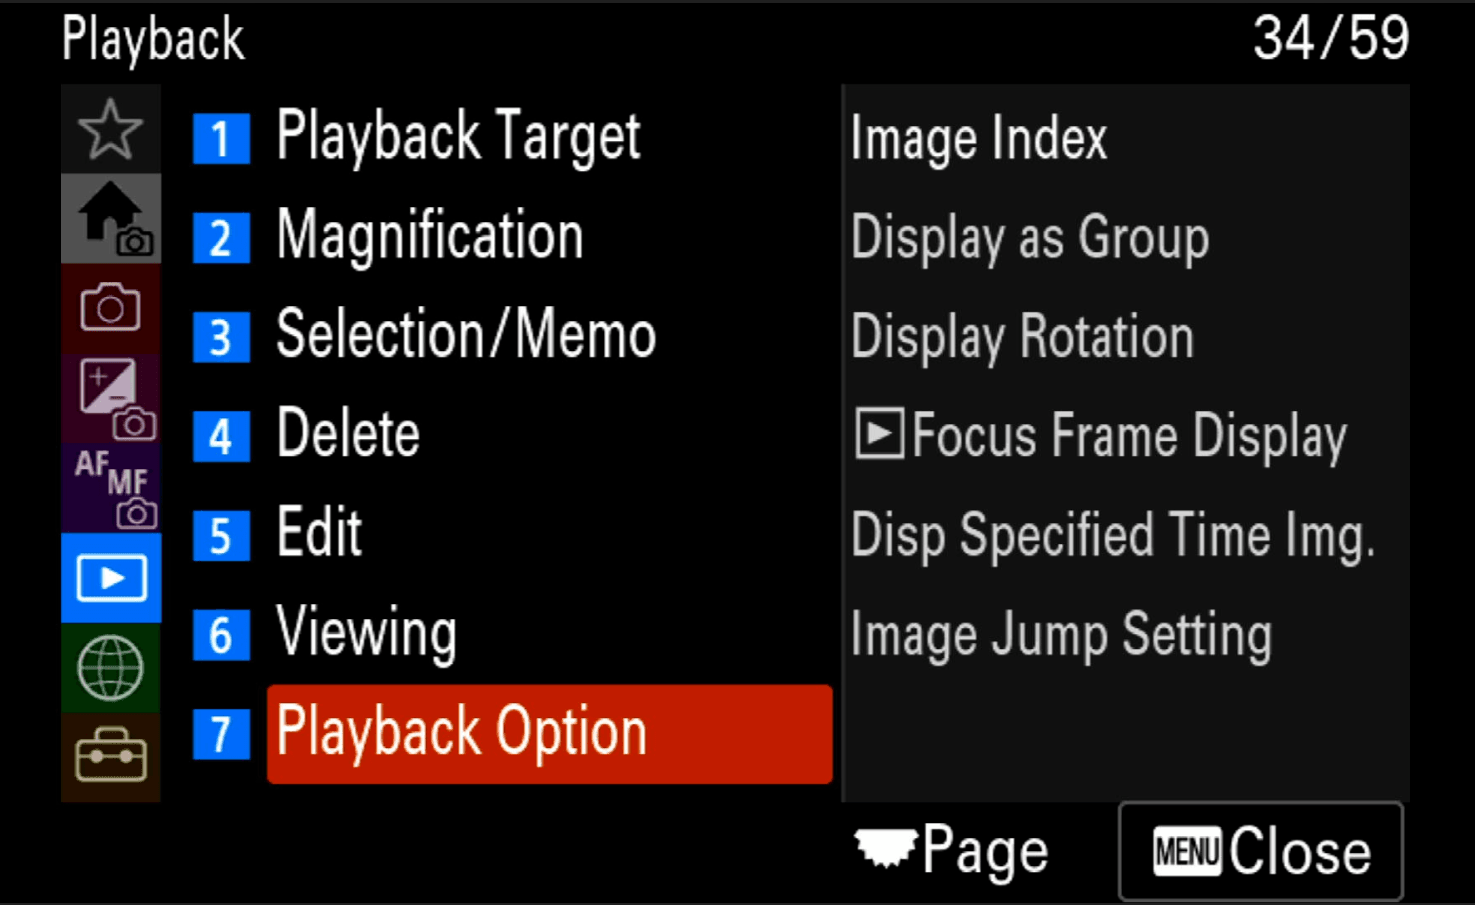 Playback 34/59
1 Playback Target
2 Magnification
3 Selection/Memo
4 Delete
AF MF
5 Edit
6 Viewing
7 Playback Option
Image Index
Display as Group
Display Rotation
Focus Frame Display
Disp Specified Time Img.
Image Jump Setting
Page
MENU Close